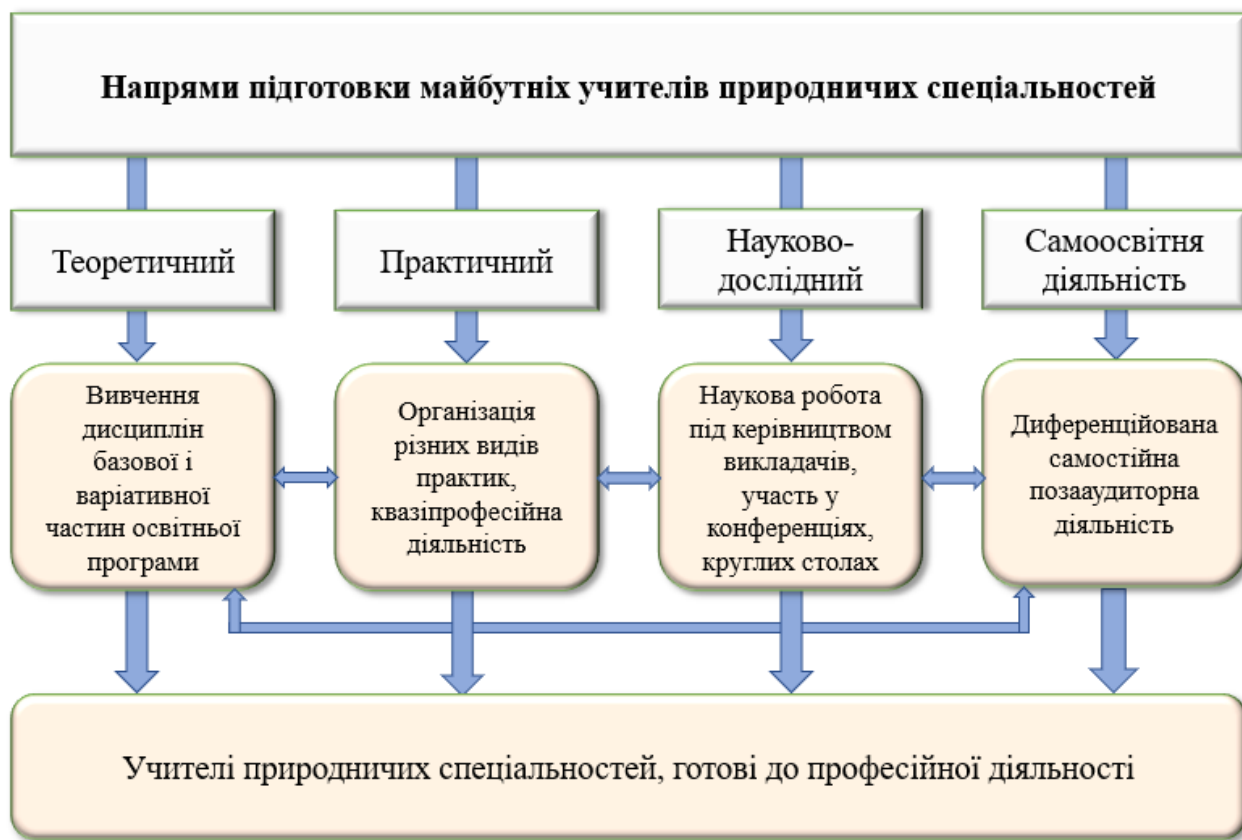 Напрями підготовки майбутніх учителів природничих спеціальностей
Теоретичний
Практичний
Науково-
дослідний
Самоосвітня
діяльність
Вивчення
дисциплін
базової і
варіативної
частин освітньої
програми
Організація
різних видів
практик,
квазіпрофесійна
діяльність
Наукова робота
під керівництвом
викладачів,
участь у
конференціях,
круглих столах
Диференційована
самостійна
позааудиторна
діяльність
Учителі природничих спеціальностей, готові до професійної діяльності